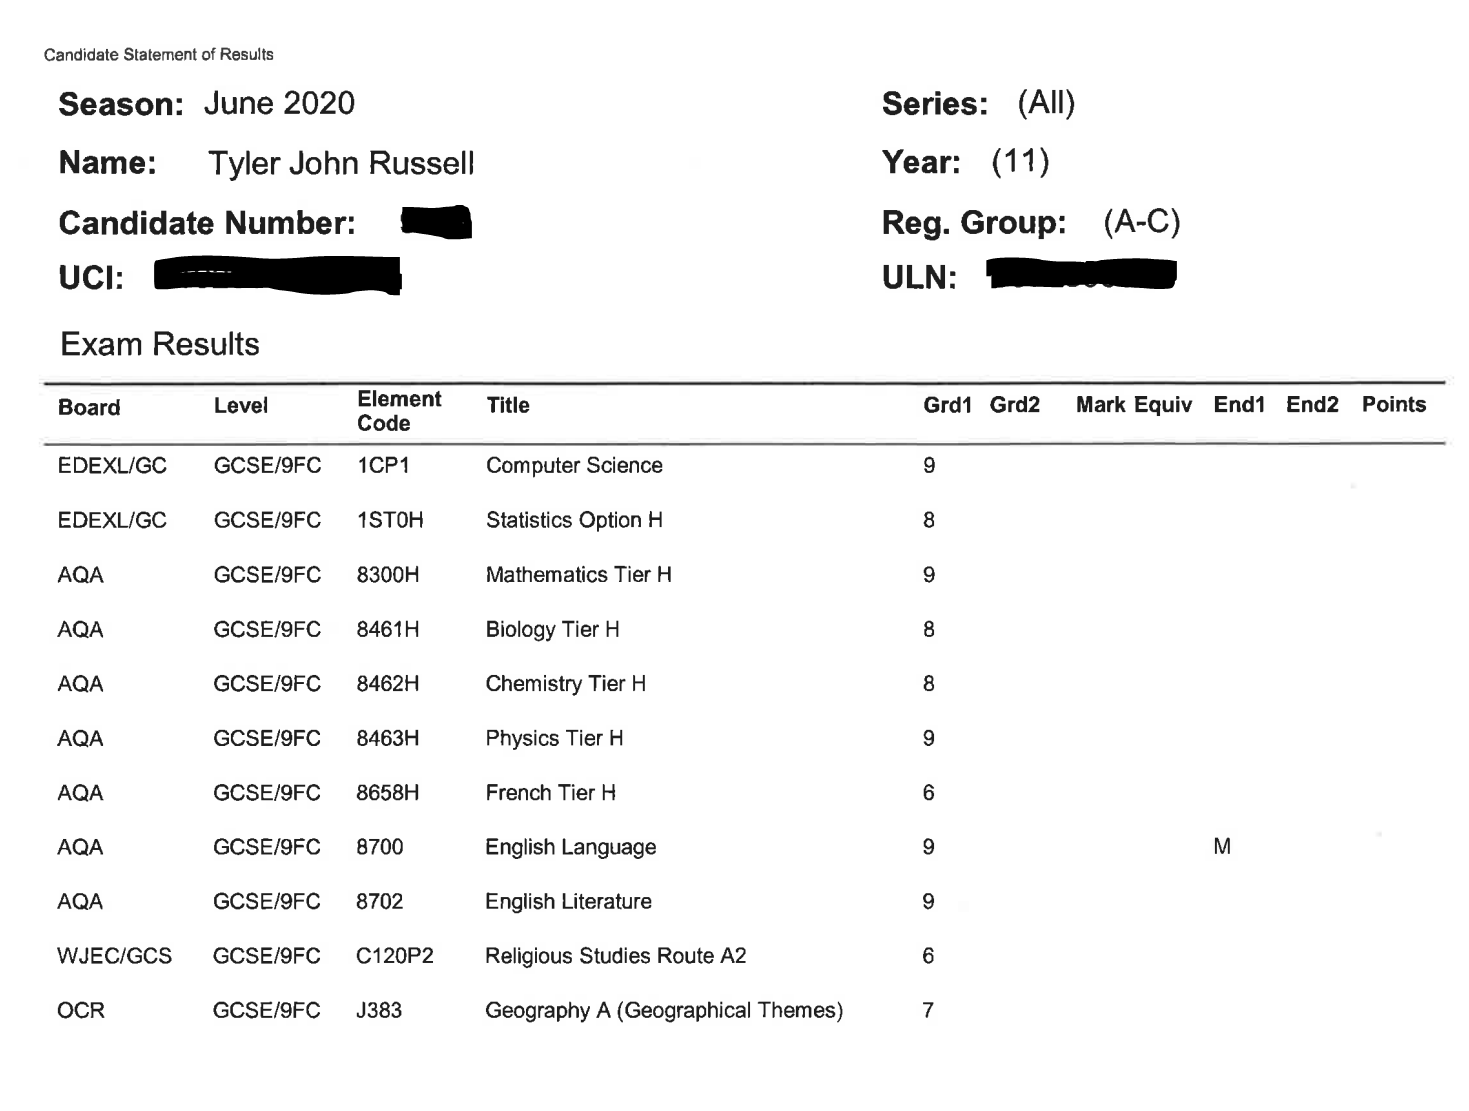 Candidate Statement of Results
Season: June 2020 Series: (All)
Name: Tyler John Russell Year: (11)
Candidate Number: Reg. Group: (A-C)
UCI: ULN:
Exam Results
Board Level Element Code Title Grd1 Grd2 Mark Equiv End1 End2 Points
EDEXL/GC GCSE/9FC 1CP1 Computer Science 9
EDEXL/GC GCSE/9FC 1ST0H Statistics Option H 8
AQA GCSE/9FC 8300H Mathematics Tier H 9
AQA GCSE/9FC 8461H Biology Tier H 8
AQA GCSE/9FC 8462H Chemistry Tier H 8
AQA GCSE/9FC 8463H Physics Tier H 9
AQA GCSE/9FC 8658H French Tier H 6
AQA GCSE/9FC 8700 English Language 9 M
AQA GCSE/9FC 8702 English Literature 9
WJEC/GCS GCSE/9FC C120P2 Religious Studies Route A2 6
OCR GCSE/9FC J383 Geography A (Geographical Themes) 7